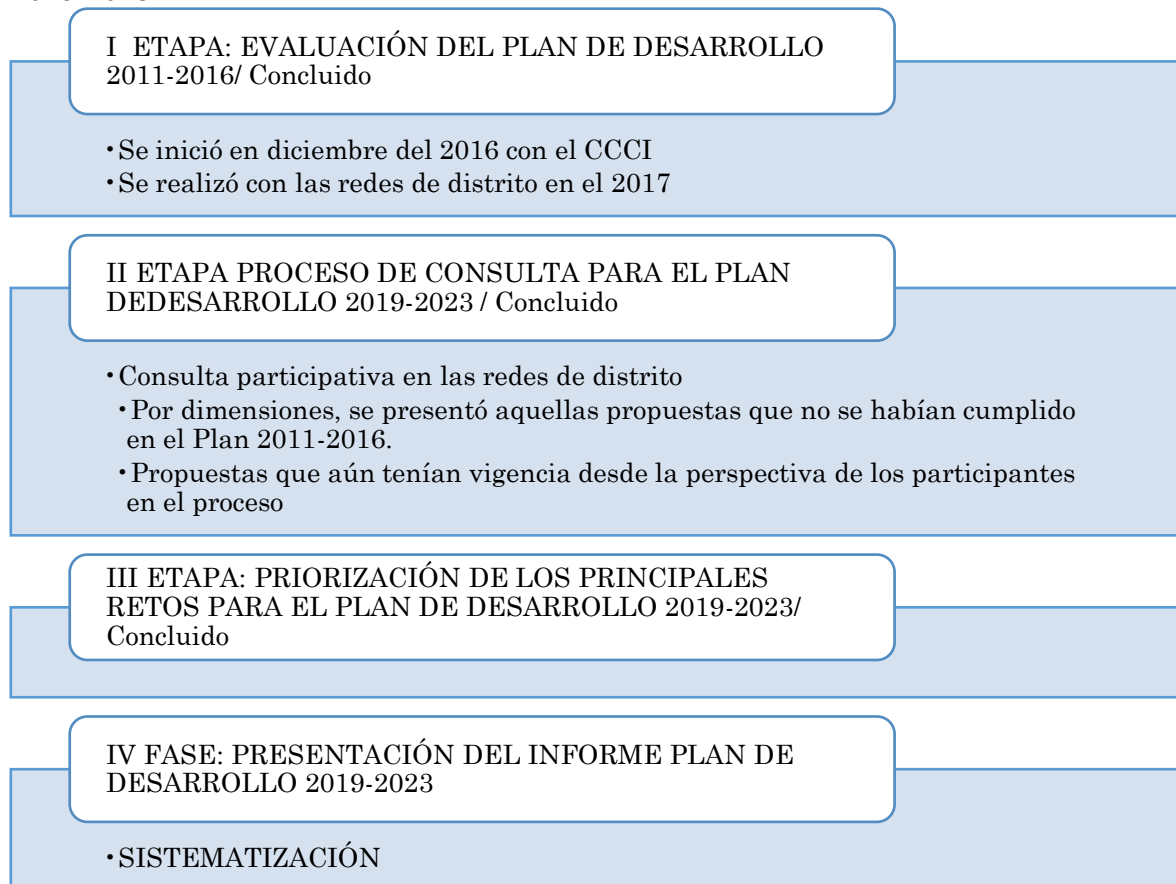 I ETAPA: EVALUACIÓN DEL PLAN DE DESARROLLO
2011-2016/ Concluido
•Se inició en diciembre del 2016 con el CCCI
•Se realizó con las redes de distrito en el 2017
II ETAPA PROCESO DE CONSULTA PARA EL PLAN
DEDESARROLLO 2019-2023 / Concluido
•Consulta participativa en las redes de distrito
•Por dimensiones, se presentó aquellas propuestas que no se habían cumplido
en el Plan 2011-2016.
•Propuestas que aún tenían vigencia desde la perspectiva de los participantes
en el proceso
III ETAPA: PRIORIZACIÓN DE LOS PRINCIPALES
RETOS PARA EL PLAN DE DESARROLLO 2019-2023/
Concluido
IV FASE: PRESENTACIÓN DEL INFORME PLAN DE
DESARROLLO 2019-2023
•SISTEMATIZACIÓN